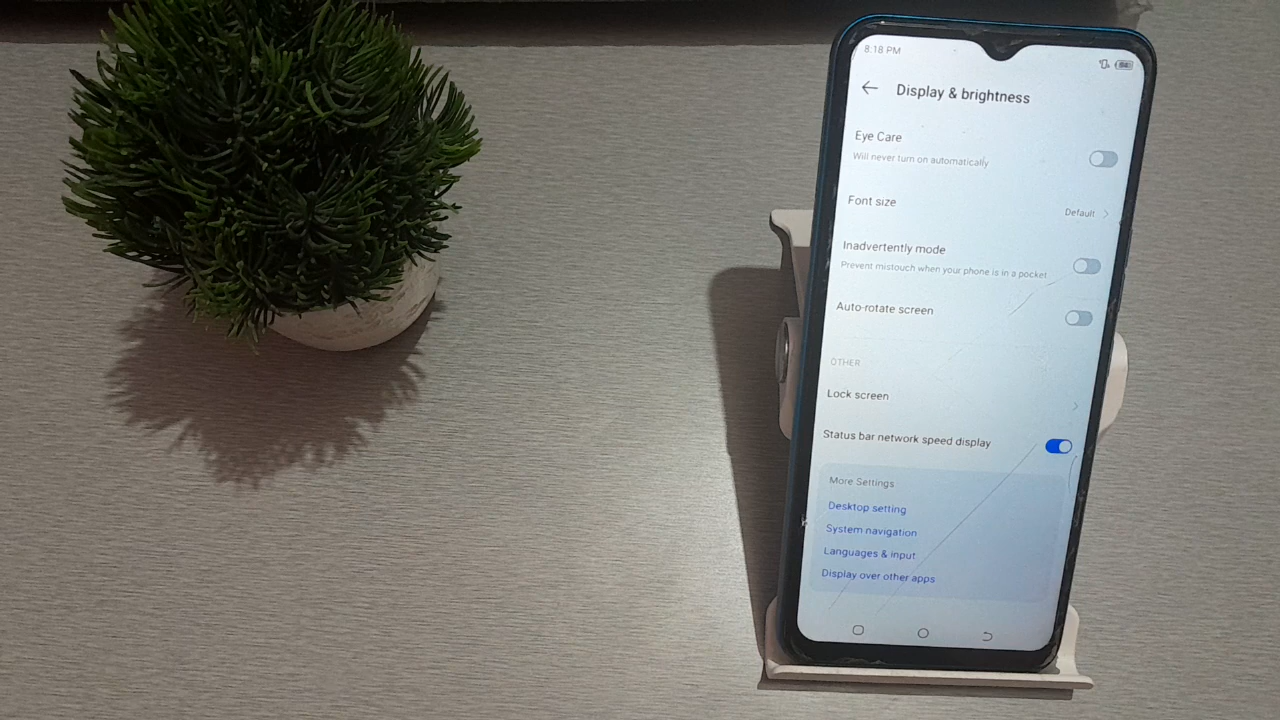 8:18 PM
Display & brightness
Eye Care
Will never turn on automatically
Font size
Default
Inadvertently mode
Prevent mistouch when your phone is in a pocket
Auto-rotate screen
OTHER
Lock screen
Status bar network speed display
More Settings
Desktop setting
System navigation
Languages & input
Display over other apps